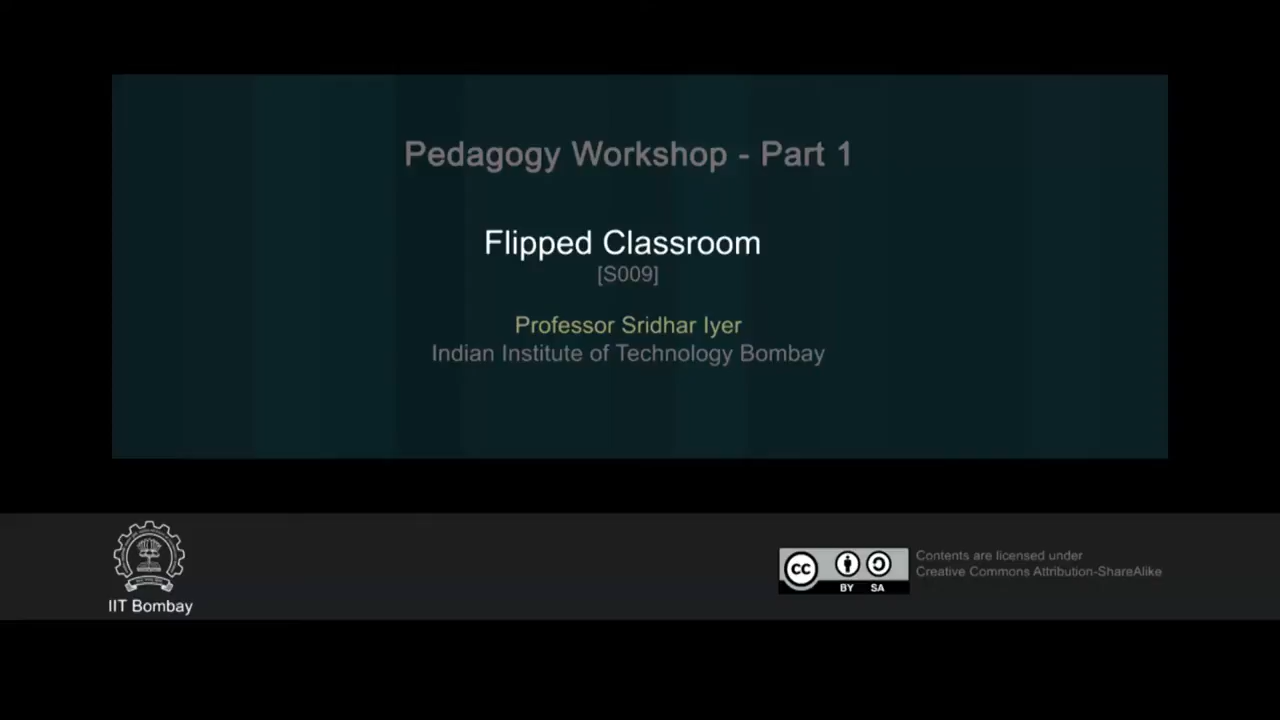 Pedagogy Workshop - Part 1
Flipped Classroom
[S009]
Professor Sridhar Iyer
Indian Institute of Technology Bombay
IIT Bombay
cc
BY SA
Contents are licensed under
Creative Commons Attribution-ShareAlike